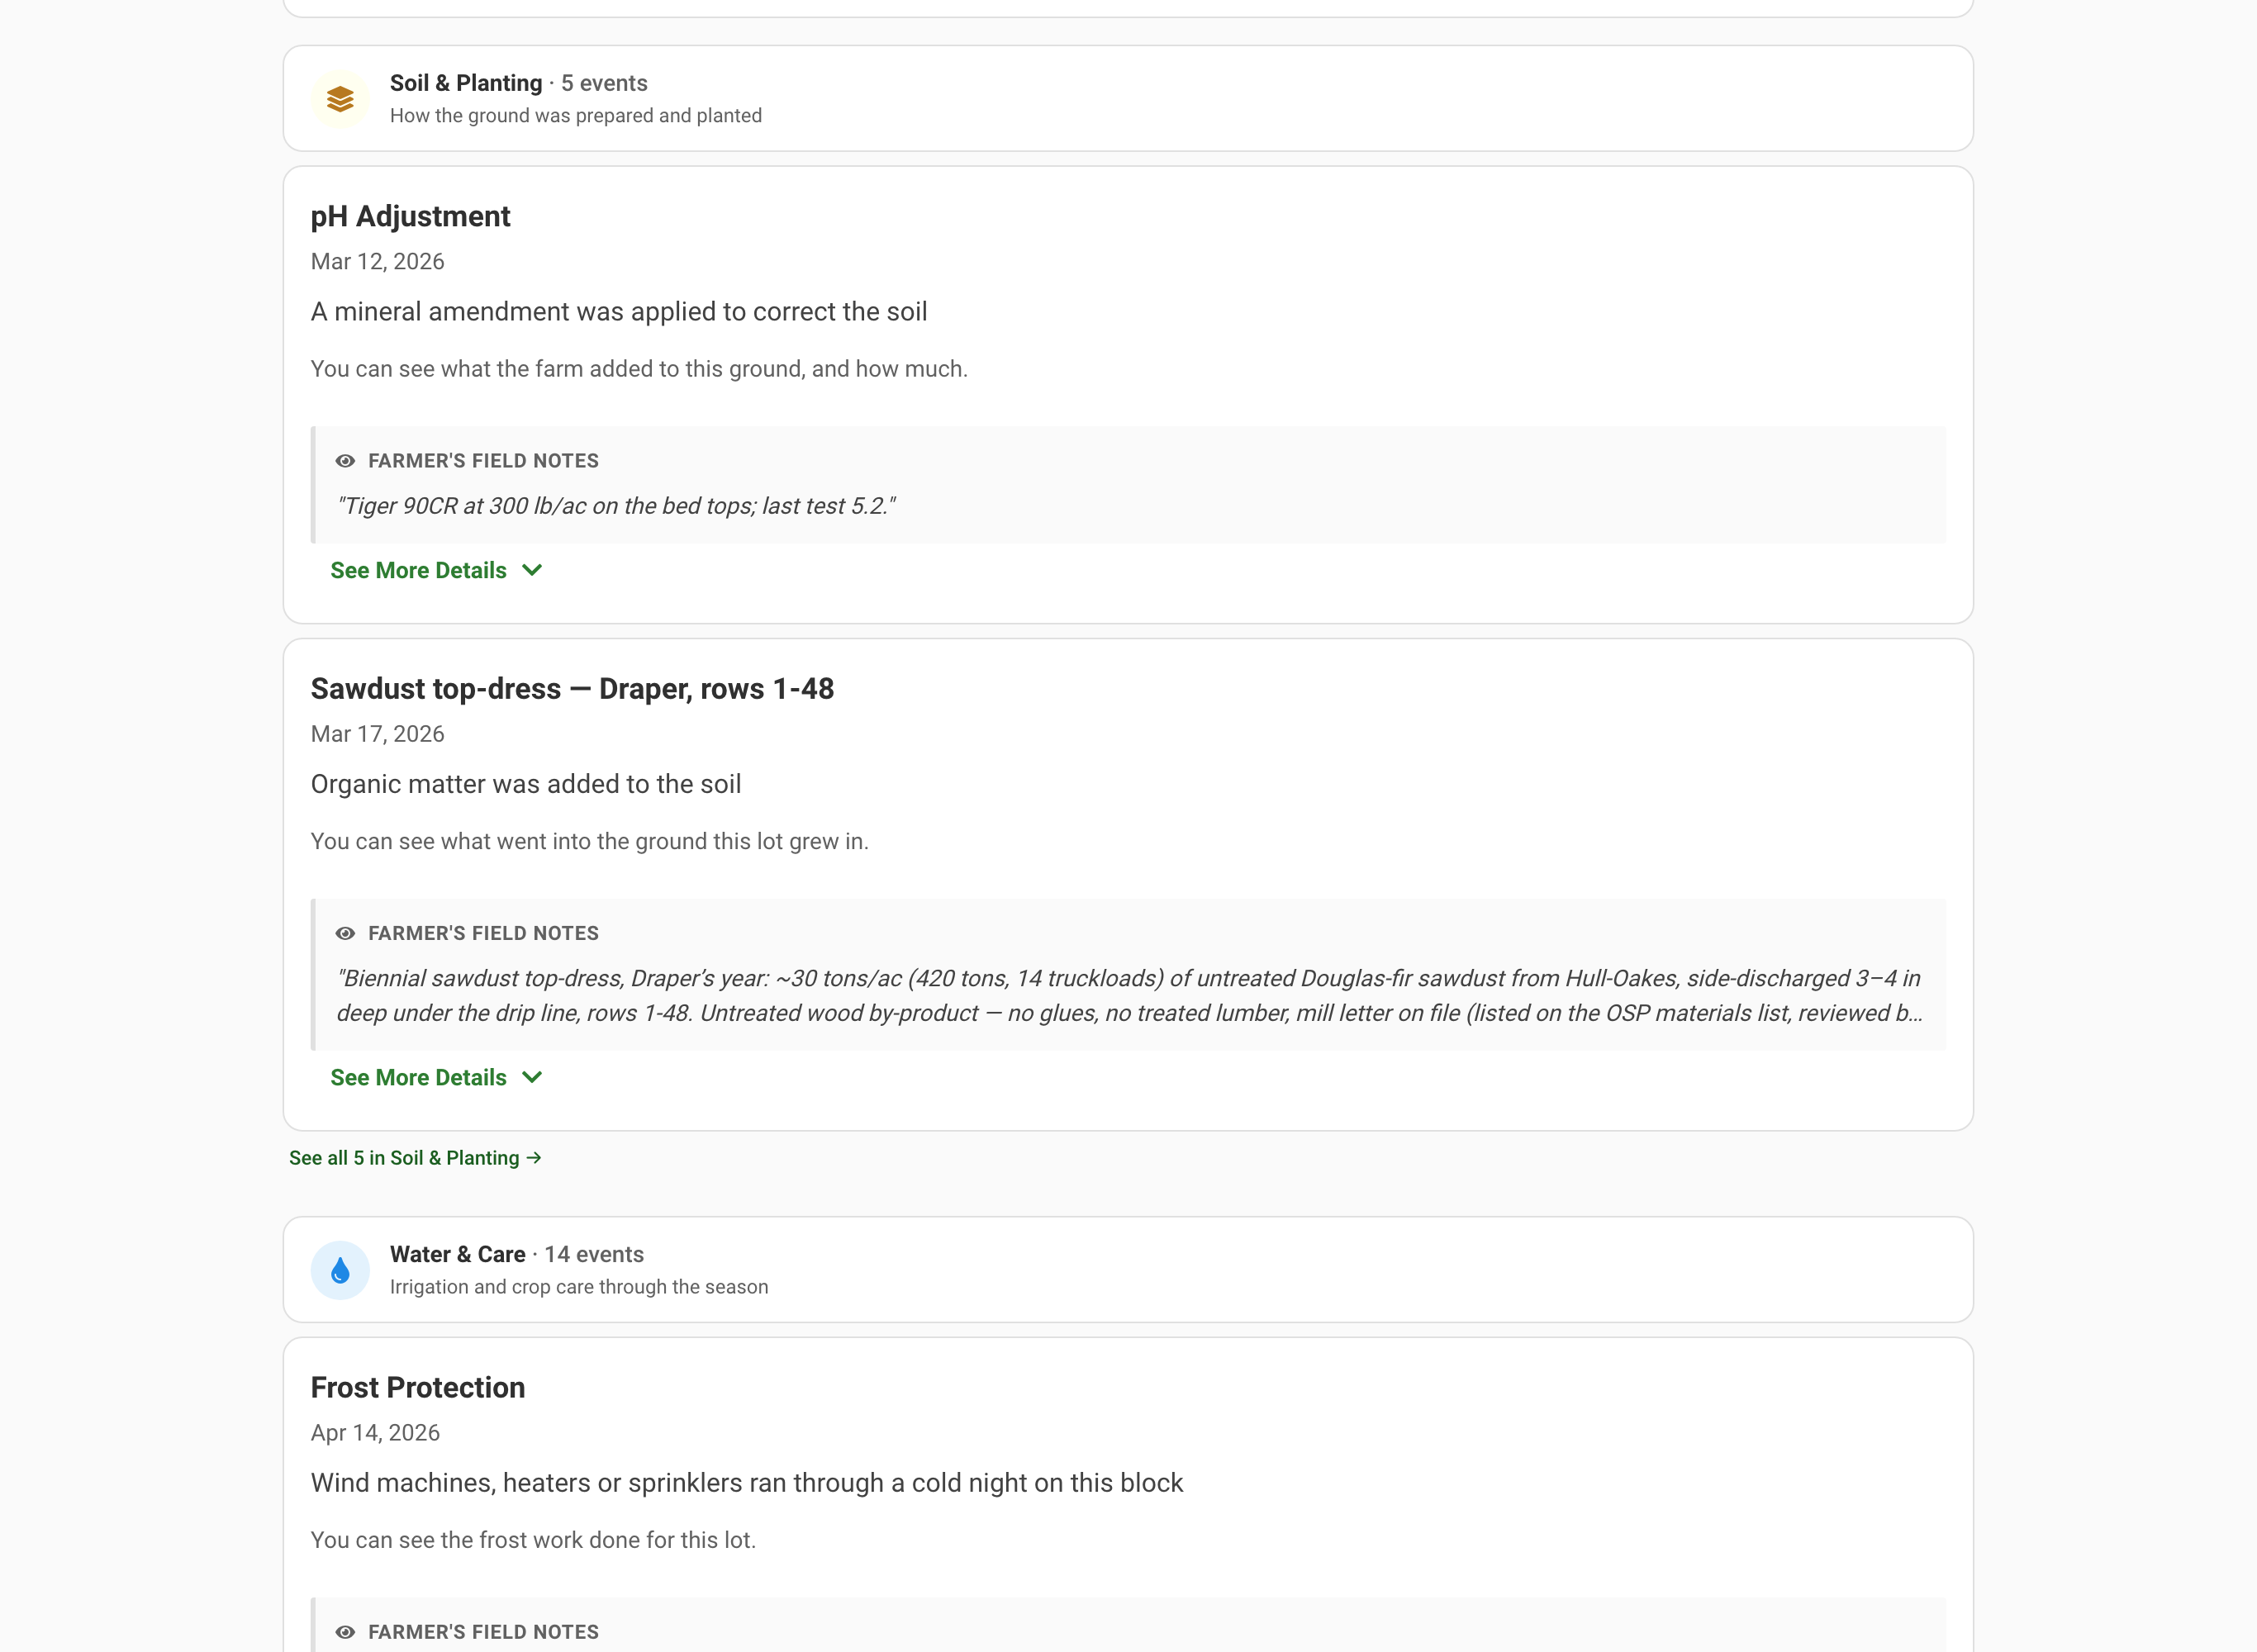 Soil & Planting · 5 events
How the ground was prepared and planted
pH Adjustment
Mar 12, 2026
A mineral amendment was applied to correct the soil
You can see what the farm added to this ground, and how much.
FARMER'S FIELD NOTES
"Tiger 90CR at 300 lb/ac on the bed tops; last test 5.2."
See More Details
Sawdust top-dress — Draper, rows 1-48
Mar 17, 2026
Organic matter was added to the soil
You can see what went into the ground this lot grew in.
FARMER'S FIELD NOTES
"Biennial sawdust top-dress, Draper’s year: ~30 tons/ac (420 tons, 14 truckloads) of untreated Douglas-fir sawdust from Hull-Oakes, side-discharged 3–4 in
deep under the drip line, rows 1-48. Untreated wood by-product — no glues, no treated lumber, mill letter on file (listed on the OSP materials list, reviewed b…
See More Details
See all 5 in Soil & Planting →
Water & Care · 14 events
Irrigation and crop care through the season
Frost Protection
Apr 14, 2026
Wind machines, heaters or sprinklers ran through a cold night on this block
You can see the frost work done for this lot.
FARMER'S FIELD NOTES